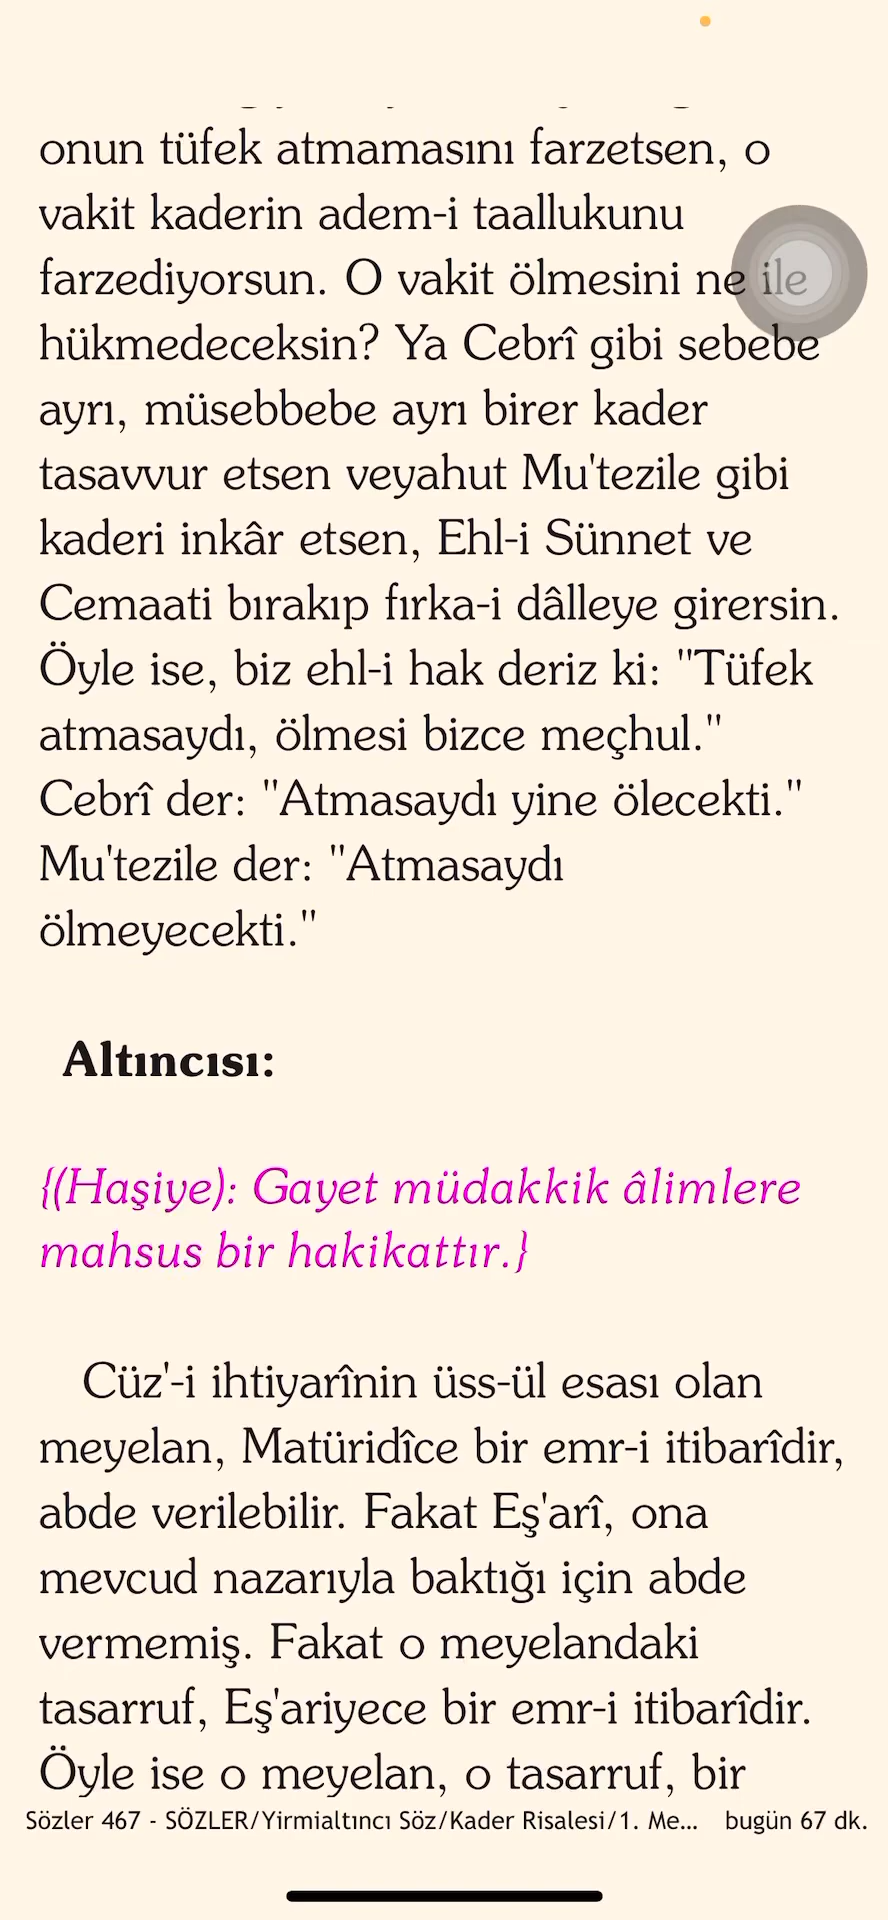 onun tüfek atmamasını farzetsen, o
vakit kaderin adem-i taallukunu
farzediyorsun. O vakit ölmesini ne ile
hükmedeceksin? Ya Cebrî gibi sebebe
ayrı, müsebbebe ayrı birer kader
tasavvur etsen veyahut Mu'tezile gibi
kaderi inkâr etsen, Ehl-i Sünnet ve
Cemaati bırakıp fırka-i dâlleye girersin.
Öyle ise, biz ehl-i hak deriz ki: "Tüfek
atmasaydı, ölmesi bizce meçhul."
Cebrî der: "Atmasaydı yine ölecekti."
Mu'tezile der: "Atmasaydı
ölmeyecekti."
Altıncısı:
{(Haşiye): Gayet müdakkik âlimlere
mahsus bir hakikattır.}
Cüz'-i ihtiyarînin üss-ül esası olan
meyelan, Matüridîce bir emr-i itibarîdir,
abde verilebilir. Fakat Eş'arî, ona
mevcud nazarıyla baktığı için abde
vermemiş. Fakat o meyelandaki
tasarruf, Eş'ariyece bir emr-i itibarîdir.
Öyle ise o meyelan, o tasarruf, bir
Sözler 467 - SÖZLER/Yirmialtıncı Söz/Kader Risalesi/1. Me... bugün 67 dk.